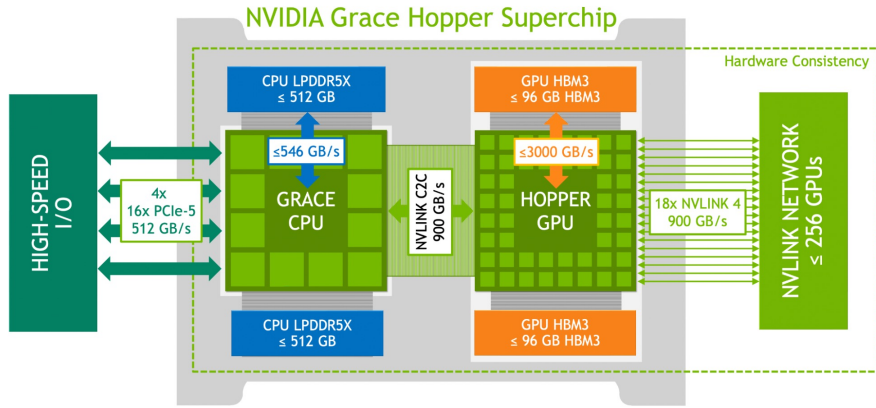 NVIDIA Grace Hopper Superchip
Hardware Consistency
HIGH-SPEED
I/O
4x
16x PCIe-5
512 GB/s
CPU LPDDR5X
≤ 512 GB
≤546 GB/s
GRACE
CPU
CPU LPDDR5X
≤ 512 GB
NVLINK C2C
900 GB/s
GPU HBM3
≤ 96 GB HBM3
≤3000 GB/s
HOPPER
GPU
GPU HBM3
≤ 96 GB HBM3
18x NVLINK 4
900 GB/s
NVLINK NETWORK
≤ 256 GPUs